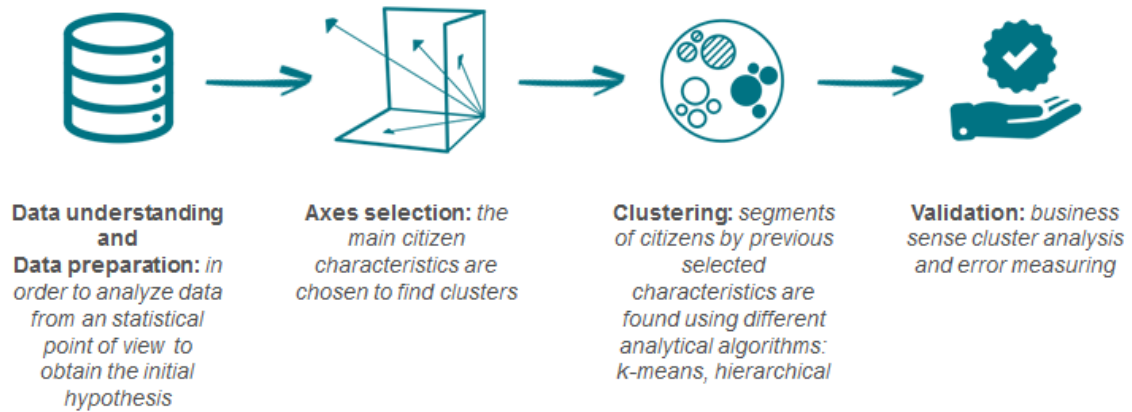 Data understanding
and
Data preparation: in
order to analyze data
from an statistical
point of view to
obtain the initial
hypothesis
Axes selection: the
main citizen
characteristics are
chosen to find clusters
Clustering: segments
of citizens by previous
selected
characteristics are
found using different
analytical algorithms:
k-means, hierarchical
Validation: business
sense cluster analysis
and error measuring